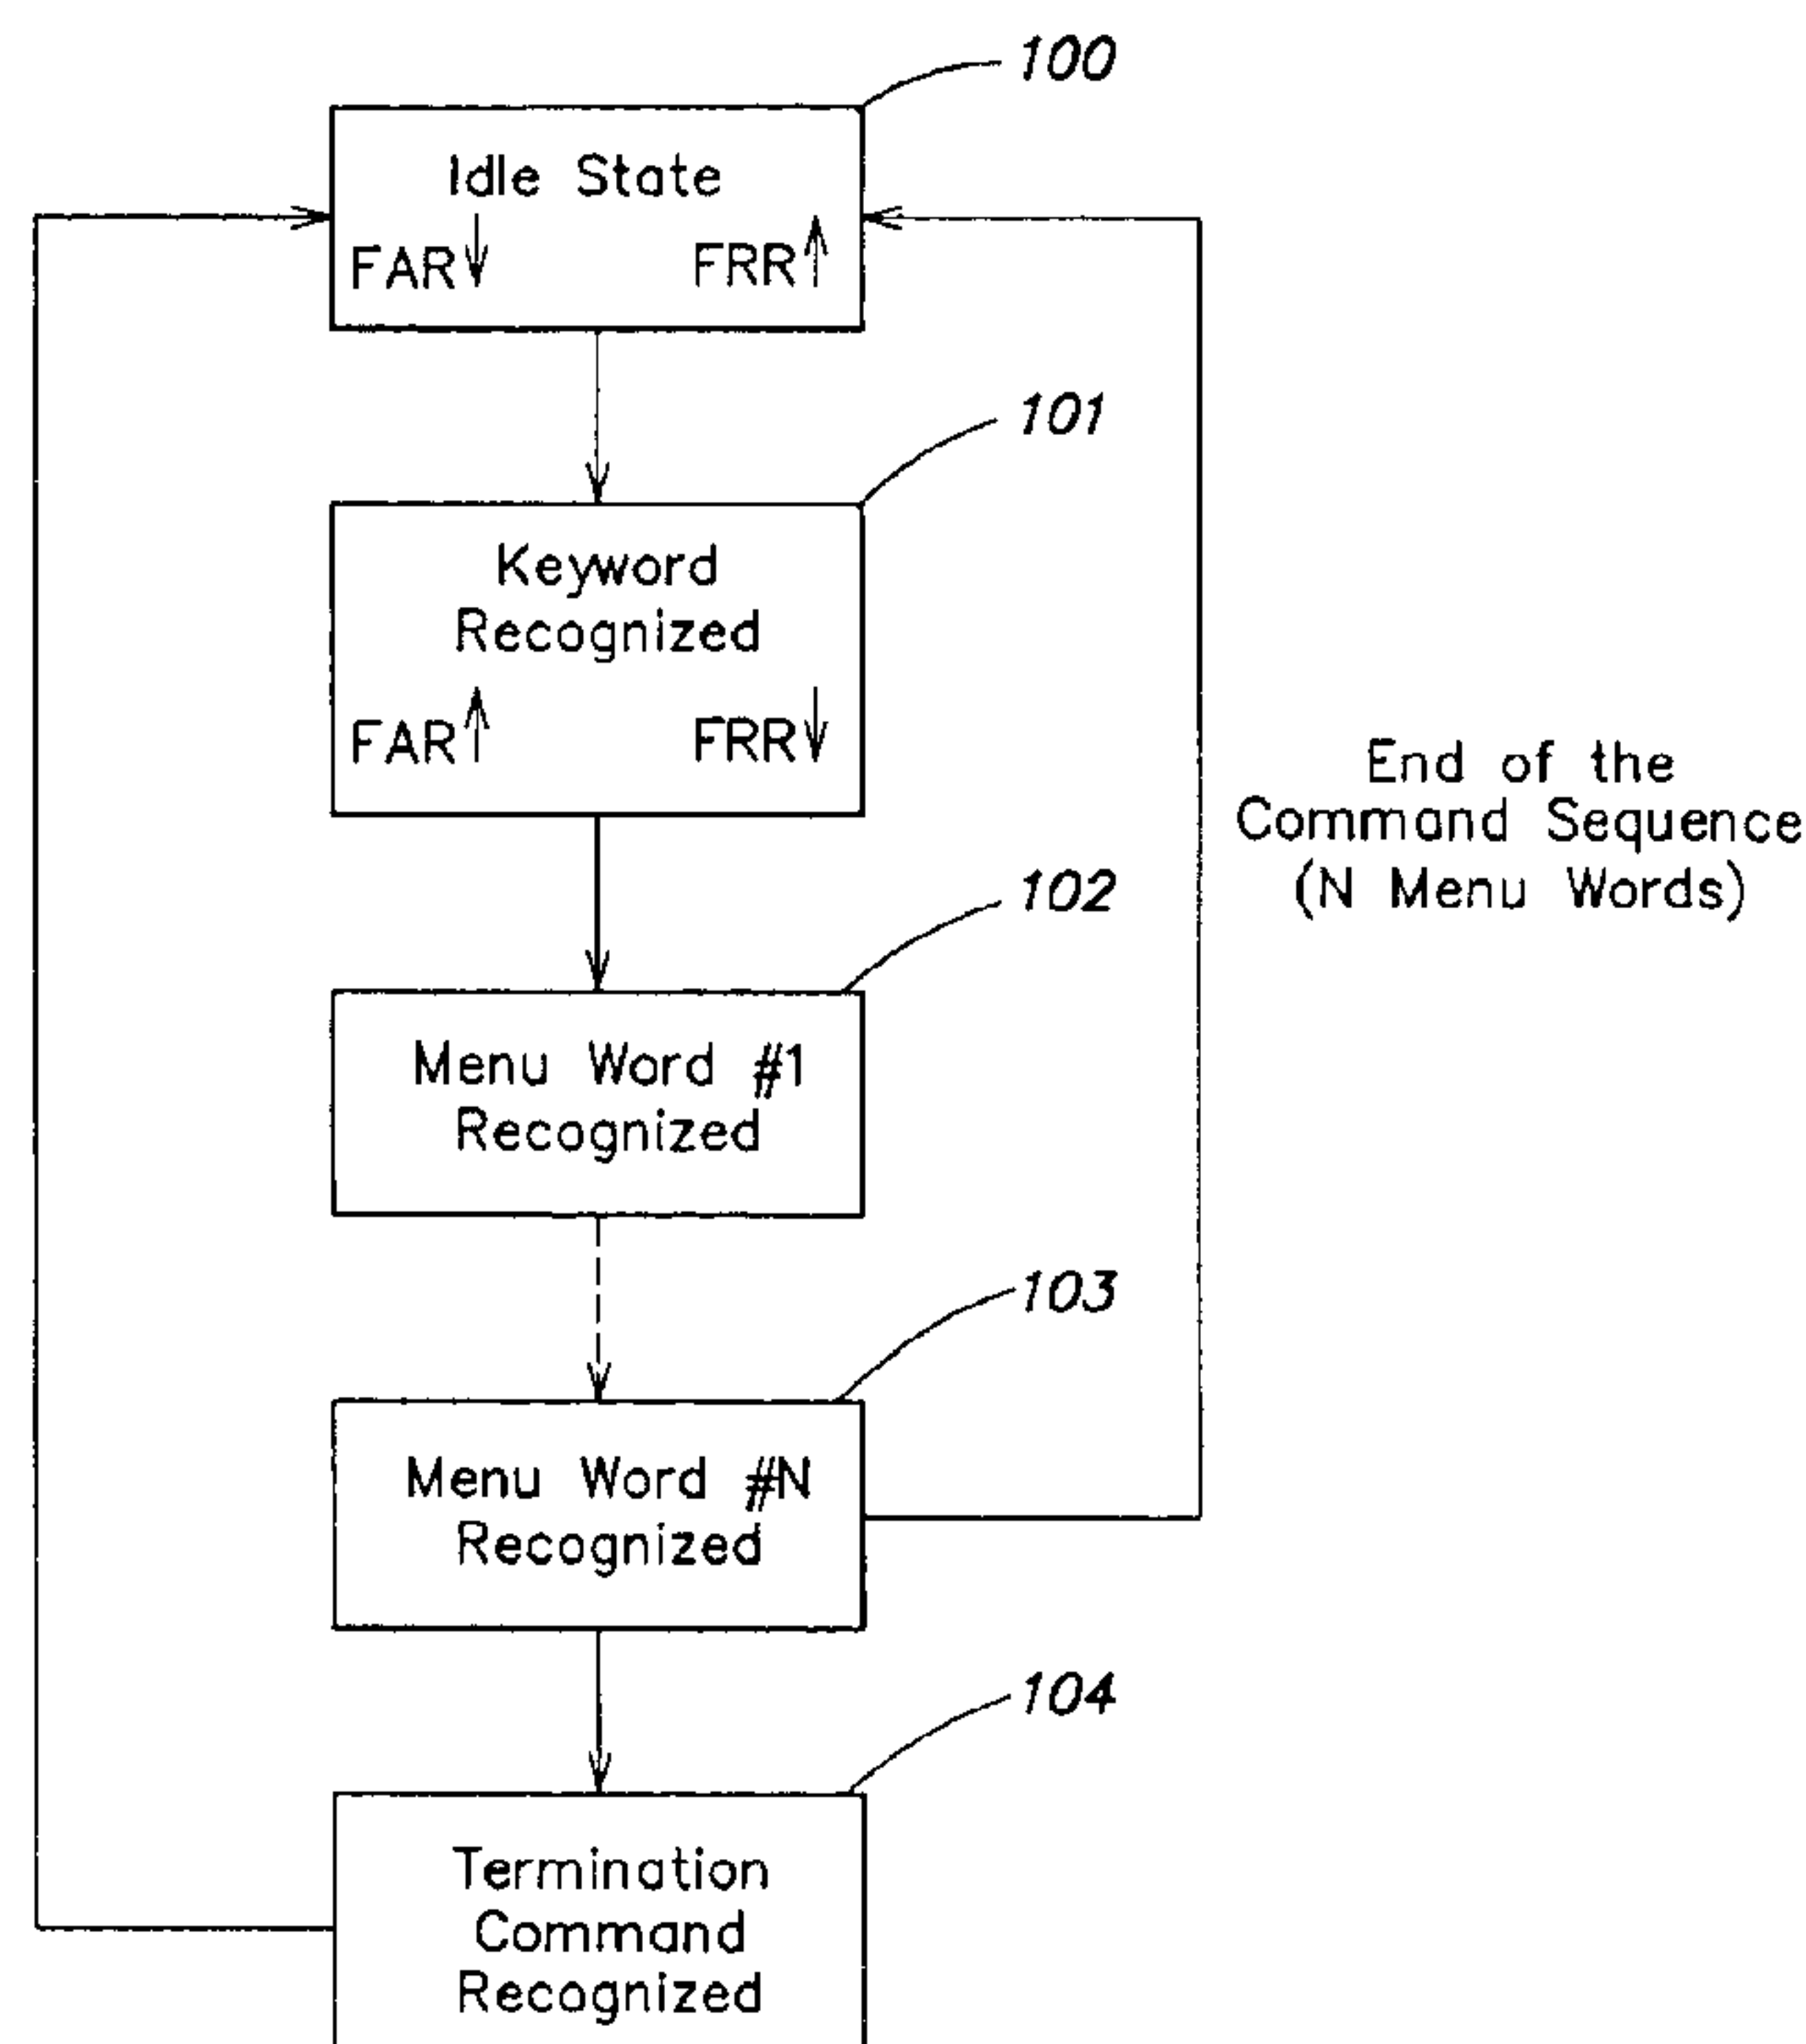 100
Idle State
FAR↓ FRR↑
101
Keyword
Recognized
FAR↑ FRR↓
End of the
Command Sequence
(N Menu Words)
102
Menu Word #1
Recognized
103
Menu Word #N
Recognized
104
Termination
Command
Recognized